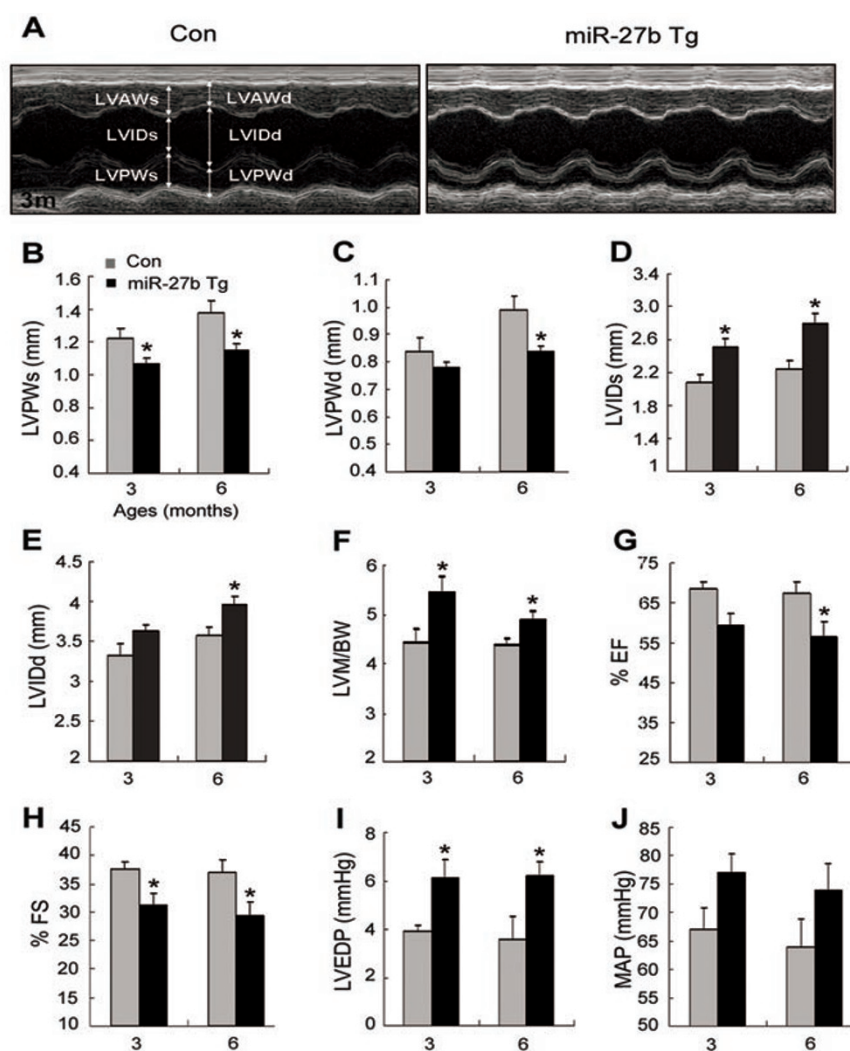 A
Con
miR-27b Tg
LVAWs
LVAWd
LVIDs
LVIDd
LVPWs
LVPWd
3m
B
Con
miR-27b Tg
LVPWs (mm)
1.6
1.4
1.2
1.0
0.8
0.6
0.4
*
*
3
6
Ages (months)
C
LVPWd (mm)
1.1
1.0
0.9
0.8
0.7
0.6
0.5
0.4
*
3
6
D
LVIDs (mm)
3.4
3.0
2.6
2.2
1.8
1.4
1
*
*
3
6
E
LVIDd (mm)
4.5
4
3.5
3
2.5
2
*
3
6
F
LVM/BW
6
5
4
3
2
*
*
3
6
G
% EF
75
65
55
45
35
25
*
3
6
H
% FS
45
40
35
30
25
20
15
10
*
*
3
6
I
LVEDP (mmHg)
8
6
4
2
0
*
*
3
6
J
MAP (mmHg)
85
80
75
70
65
60
55
50
3
6